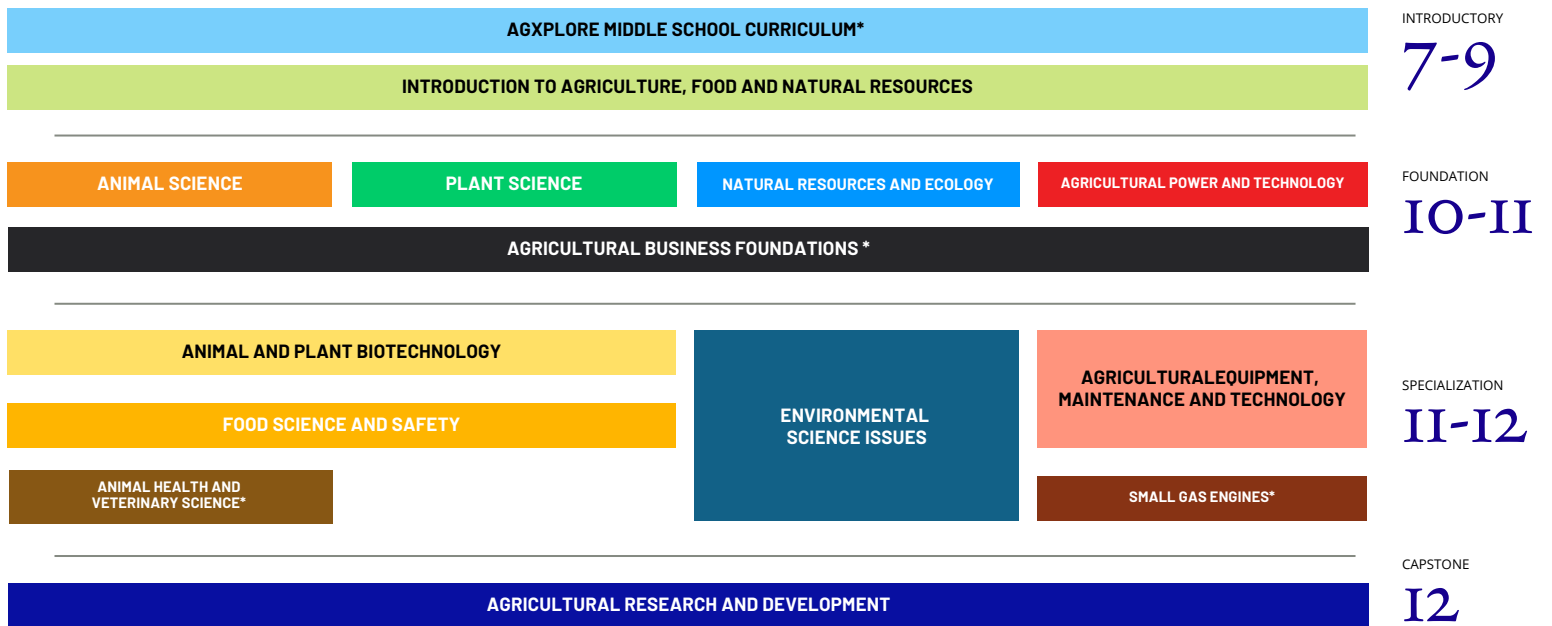 AGXPLORE MIDDLE SCHOOL CURRICULUM*
INTRODUCTORY
7-9
INTRODUCTION TO AGRICULTURE, FOOD AND NATURAL RESOURCES
ANIMAL SCIENCE
PLANT SCIENCE
NATURAL RESOURCES AND ECOLOGY
AGRICULTURAL POWER AND TECHNOLOGY
FOUNDATION
10-11
AGRICULTURAL BUSINESS FOUNDATIONS *
ANIMAL AND PLANT BIOTECHNOLOGY
FOOD SCIENCE AND SAFETY
ANIMAL HEALTH AND
VETERINARY SCIENCE*
ENVIRONMENTAL
SCIENCE ISSUES
AGRICULTURALEQUIPMENT,
MAINTENANCE AND TECHNOLOGY
SMALL GAS ENGINES*
SPECIALIZATION
11-12
AGRICULTURAL RESEARCH AND DEVELOPMENT
CAPSTONE
12